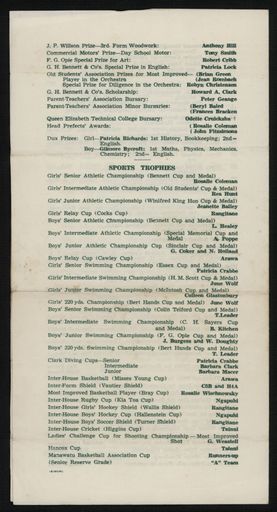 J. P. Willson Prize—3rd. Form Woodwork: Anthony Hill
Commercial Motors' Prize—Day School Motor: Tony Smith
F. G. Opie Special Prize for Art: Robert Cribb
G. H. Bennett & Co's. Special Prize in English: Patricia Lock
Old Students' Association Prizes for Most Improved— (Brian Green
Player in the Orchestra (Jean Rombach
Special Prize for Diligence in the Orchestra: Robyn Christensen
G. H. Bennett & Co's. Scholarship: Howard A. Clark
Parent-Teachers' Association Bursary: Peter Geange
Parent-Teachers' Association Minor Bursaries: (Beryl Baird
(Frances Bracken
Queen Elizabeth Technical College Bursary: Odette Crukshaks
Head Prefects' Awards: ( Rosalie Coleman
( John Fitzsimons
Dux Prizes: Girl—Patricia Richards: 1st History, Bookkeeping; 2nd—
English.
Boy—Gilmore Rycroft: 1st Maths, Physics, Mechanics,
Chemistry; 2nd— English.
SPORTS TROPHIES
Girls' Senior Athletic Championship (Bennett Cup and Medal)
Rosalie Coleman
Girls' Intermediate Athletic Championship (Old Students' Cup & Medal)
Rea Hunt
Girls' Junior Athletic Championship (Winifred King Hun Cup & Medal)
Jeanette Bailey
Girls' Relay Cup (Cocks Cup) Rangitane
Boys' Senior Athletic Championship (Bennett Cup and Medal)
L. Healey
Boys' Intermediate Athletic Championship (Special Memorial Cup and
Medal) A. Pope
Boys' Junior Athletic Championship Cup (Sinclair Cup and Medal)
G. Coker and N. Hoffman
Boys' Relay Cup (Cawley Cup) Arawa
Girls' Senior Swimming Championship (Essex Cup and Medal)
Patricia Crabbe
Girls' Intermediate Swimming Championship (H. M. Scott Cup & Medal)
June Wolf
Girls' Junior Swimming Championship (McIntosh Cup and Medal)
Colleen Glastonbury
Girls' 220 yds. Championship (Bert Hands Cup and Medal) June Wolf
Boys' Senior Swimming Championship (Colin Telford Cup and Medal)
T. Leader
Boys' Intermediate Swimming Championship (C. H. Sayers Cup
and Medal) B. Kitchen
Boys' Junior Swimming Championship (F. G. Opie Cup and Medal)
J. Burgess and W. Doughty
Boys' 220 yds. Swimming Championship (Bert Hands Cup and Medal)
T. Leader
Clark Diving Cups—Senior Patricia Crabbe
Intermediate Barbara Clark
Junior Barbara Macer
Inter-House Basketball (Misses Young Cup) Arawa
Inter-Form Shield (Vautier Shield) C5B and B4A
Most Improved Basketball Player (Bray Cup) Rosalie Wiechnowsky
Inter-House Rugby Cup (Kia Toa Cup) Ngapuhi
Inter-House Girls' Hockey Shield (Wallis Shield) Rangitane
Inter-House Boys' Hockey Cup (Hallenstein Cup) Ngapuhi
Inter-House Boys' Soccer Shield (Turner Shield) Rangitane
Inter-House Cricket (Higgins Cup) Tainui
Ladies' Challenge Cup for Shooting Championship—Most Improved
Shot G. Westell
Hancox Cup Tainui
Manawatu Basketball Association Cup Runners-up
(Senior Reserve Grade) "A" Team